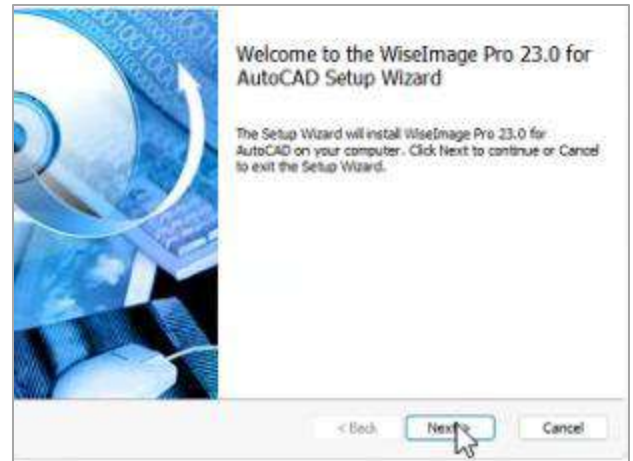 Welcome to the WiseImage Pro 23.0 for
AutoCAD Setup Wizard
The Setup Wizard will install WiseImage Pro 23.0 for
AutoCAD on your computer. Click Next to continue or Cancel
to exit the Setup Wizard.
< Back
Next >
Cancel